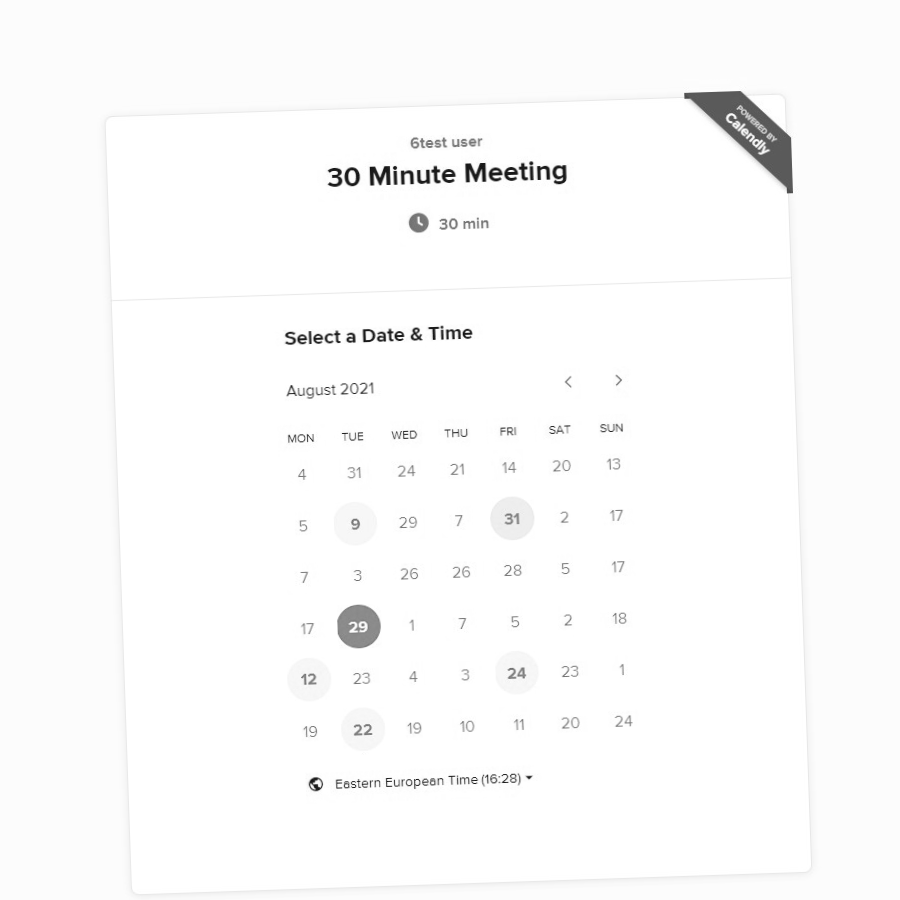 POWERED BY
Calendly
6test user
30 Minute Meeting
30 min
Select a Date & Time
August 2021
MON TUE WED THU FRI SAT SUN
4 31 24 21 14 20 13
5 9 29 7 31 2 17
7 3 26 26 28 5 17
17 29 1 7 5 2 18
12 23 4 3 24 23 1
19 22 19 10 11 20 24
Eastern European Time (16:28)